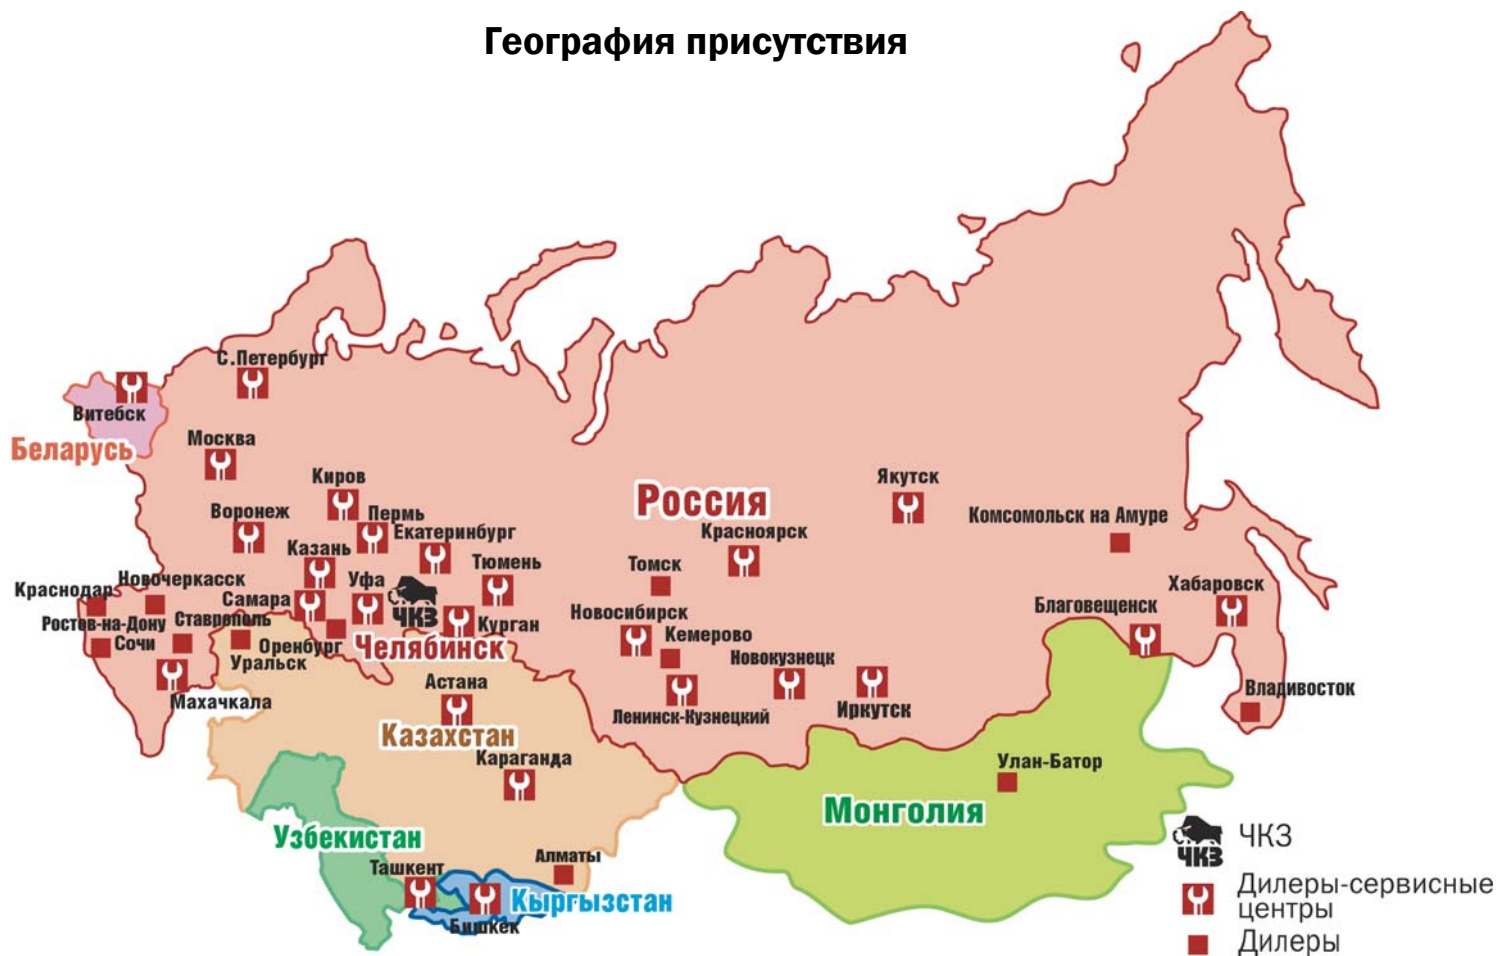 География присутствия
С.Петербург
Витебск
Беларусь
Москва
Киров
Якутск
Россия
Воронеж
Пермь
Комсомольск на Амуре
Екатеринбург
Красноярск
Казань
Тюмень
Томск
Краснодар
Новочеркасск
Уфа
Хабаровск
Самара
ЧКЗ
Благовещенск
Ростов-на-Дону
Ставрополь
Новосибирск
Курган
Сочи
Оренбург
Челябинск
Кемерово
Уральск
Новокузнецк
Астана
Владивосток
Махачкала
Ленинск-Кузнецкий
Иркутск
Казахстан
Караганда
Улан-Батор
Монголия
Узбекистан
ЧКЗ
ЧКЗ
Алматы
Ташкент
Дилеры-сервисные
центры
Кыргызстан
Бишкек
Дилеры